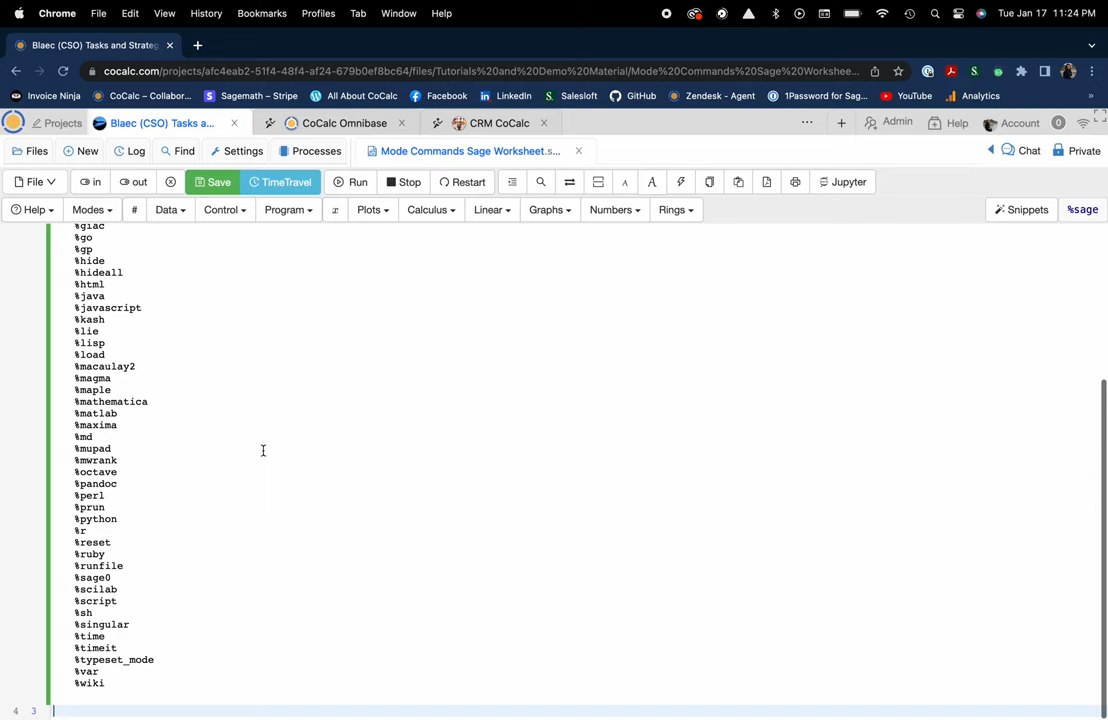 Chrome File Edit View History Bookmarks Profiles Tab Window Help Tue Jan 17 11:24 PM
Blaec (CSO) Tasks and Strateg
cocalc.com/projects/afc4eab2-51f4-48f4-af24-679b0ef8bc64/files/Tutorials%20and%20Demo%20Material/Mode%20Commands%20Sage%20Workshee...
Invoice Ninja CoCalc – Collabor... Sagemath – Stripe All About CoCalc Facebook LinkedIn Salesloft GitHub Zendesk - Agent 1Password for Sag... YouTube Analytics »
Projects Blaec (CSO) Tasks a... CoCalc Omnibase CRM CoCalc ... Admin Help Account 0
Files New Log Find Settings Processes Mode Commands Sage Worksheet.s... Chat Private
File in out Save TimeTravel Run Stop Restart A A Jupyter
Help Modes # Data Control Program x Plots Calculus Linear Graphs Numbers Rings Snippets %sage
%giac
%go
%gp
%hide
%hideall
%html
%java
%javascript
%kash
%lie
%lisp
%load
%macaulay2
%magma
%maple
%mathematica
%matlab
%maxima
%md
%mupad
%mwrank
%octave
%pandoc
%perl
%prun
%python
%r
%reset
%ruby
%runfile
%sage0
%scilab
%script
%sh
%singular
%time
%timeit
%typeset_mode
%var
%wiki
4 3